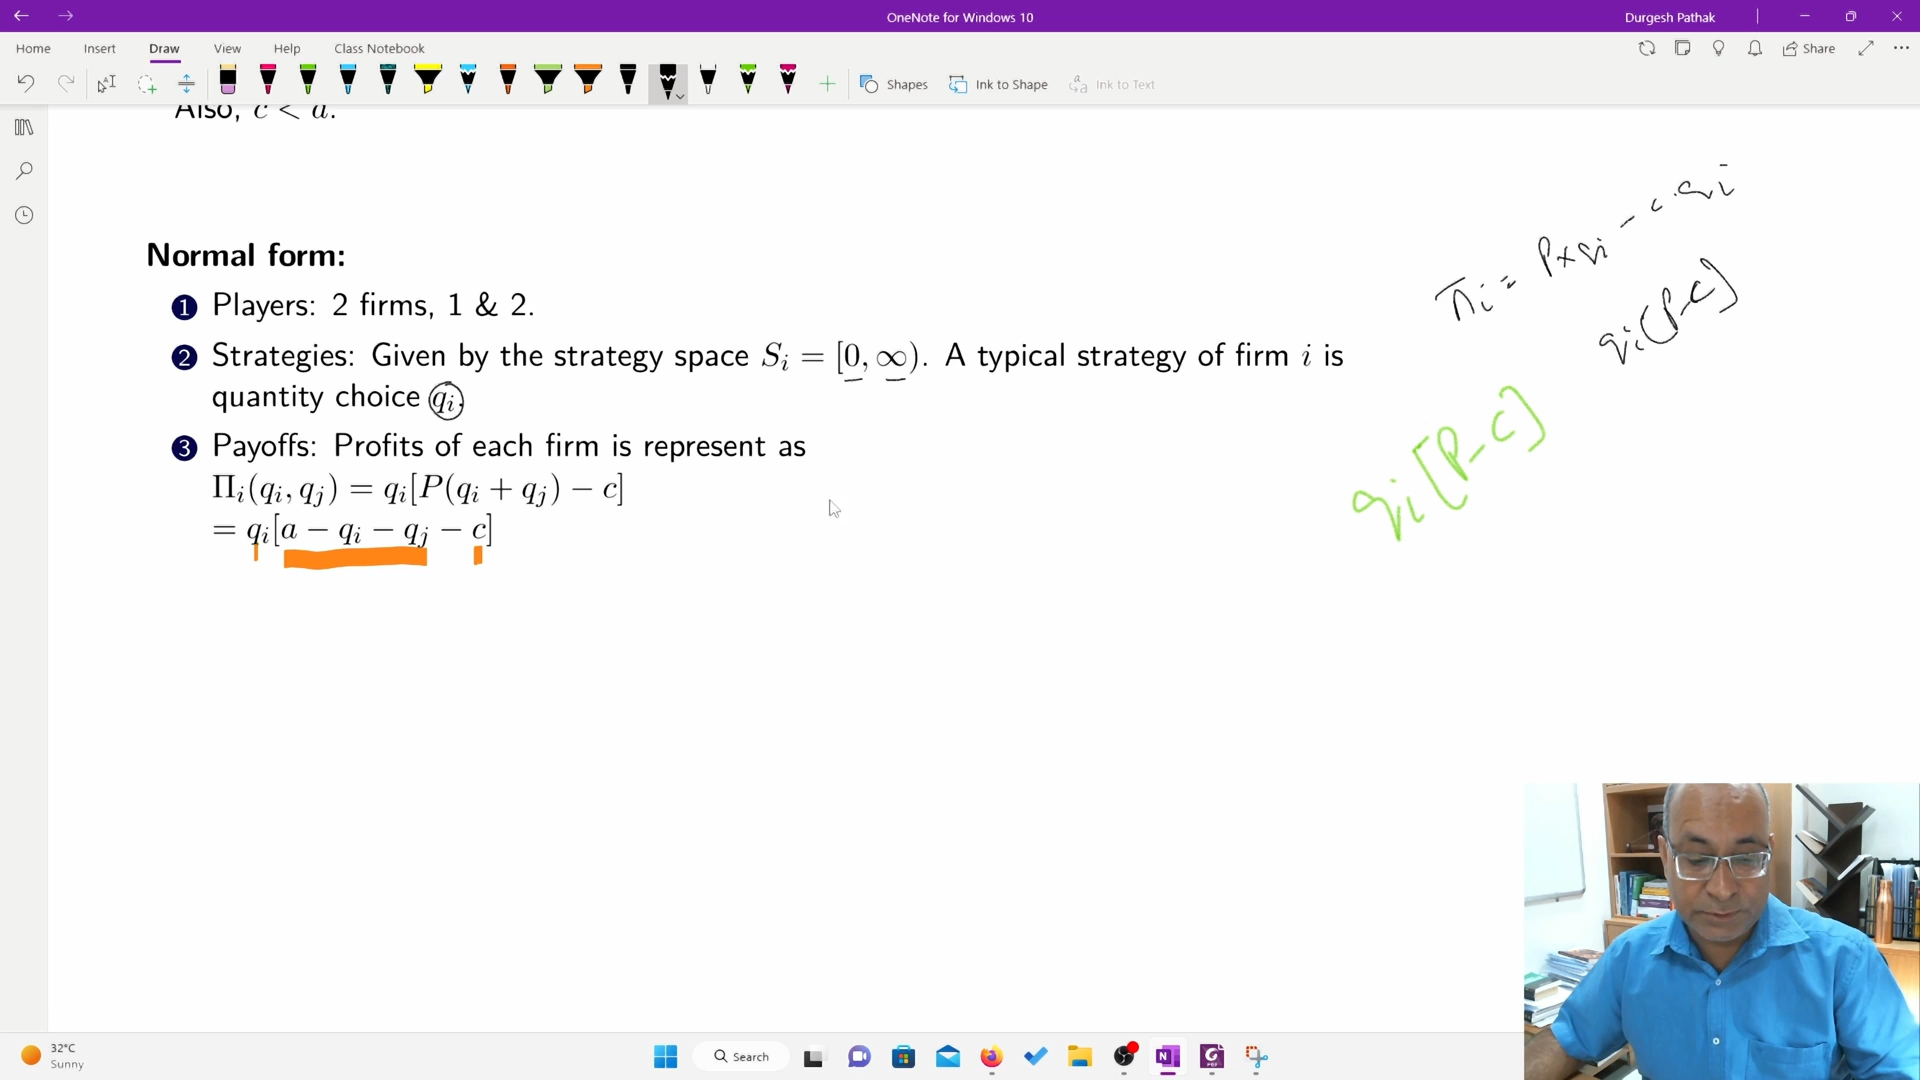 OneNote for Windows 10
Durgesh Pathak
Home Insert Draw View Help Class Notebook
Share
Shapes
Ink to Shape
Ink to Text
Also, c < a.
Normal form:
1 Players: 2 firms, 1 & 2.
2 Strategies: Given by the strategy space Sᵢ = [0, ∞). A typical strategy of firm i is
quantity choice qᵢ.
3 Payoffs: Profits of each firm is represent as
Πᵢ(qᵢ, qⱼ) = qᵢ[P(qᵢ + qⱼ) − c]
= qᵢ[a − qᵢ − qⱼ − c]
πᵢ = P×qᵢ − c.qᵢ
qᵢ(P−c)
qᵢ[P−c]
32°C
Sunny
Search